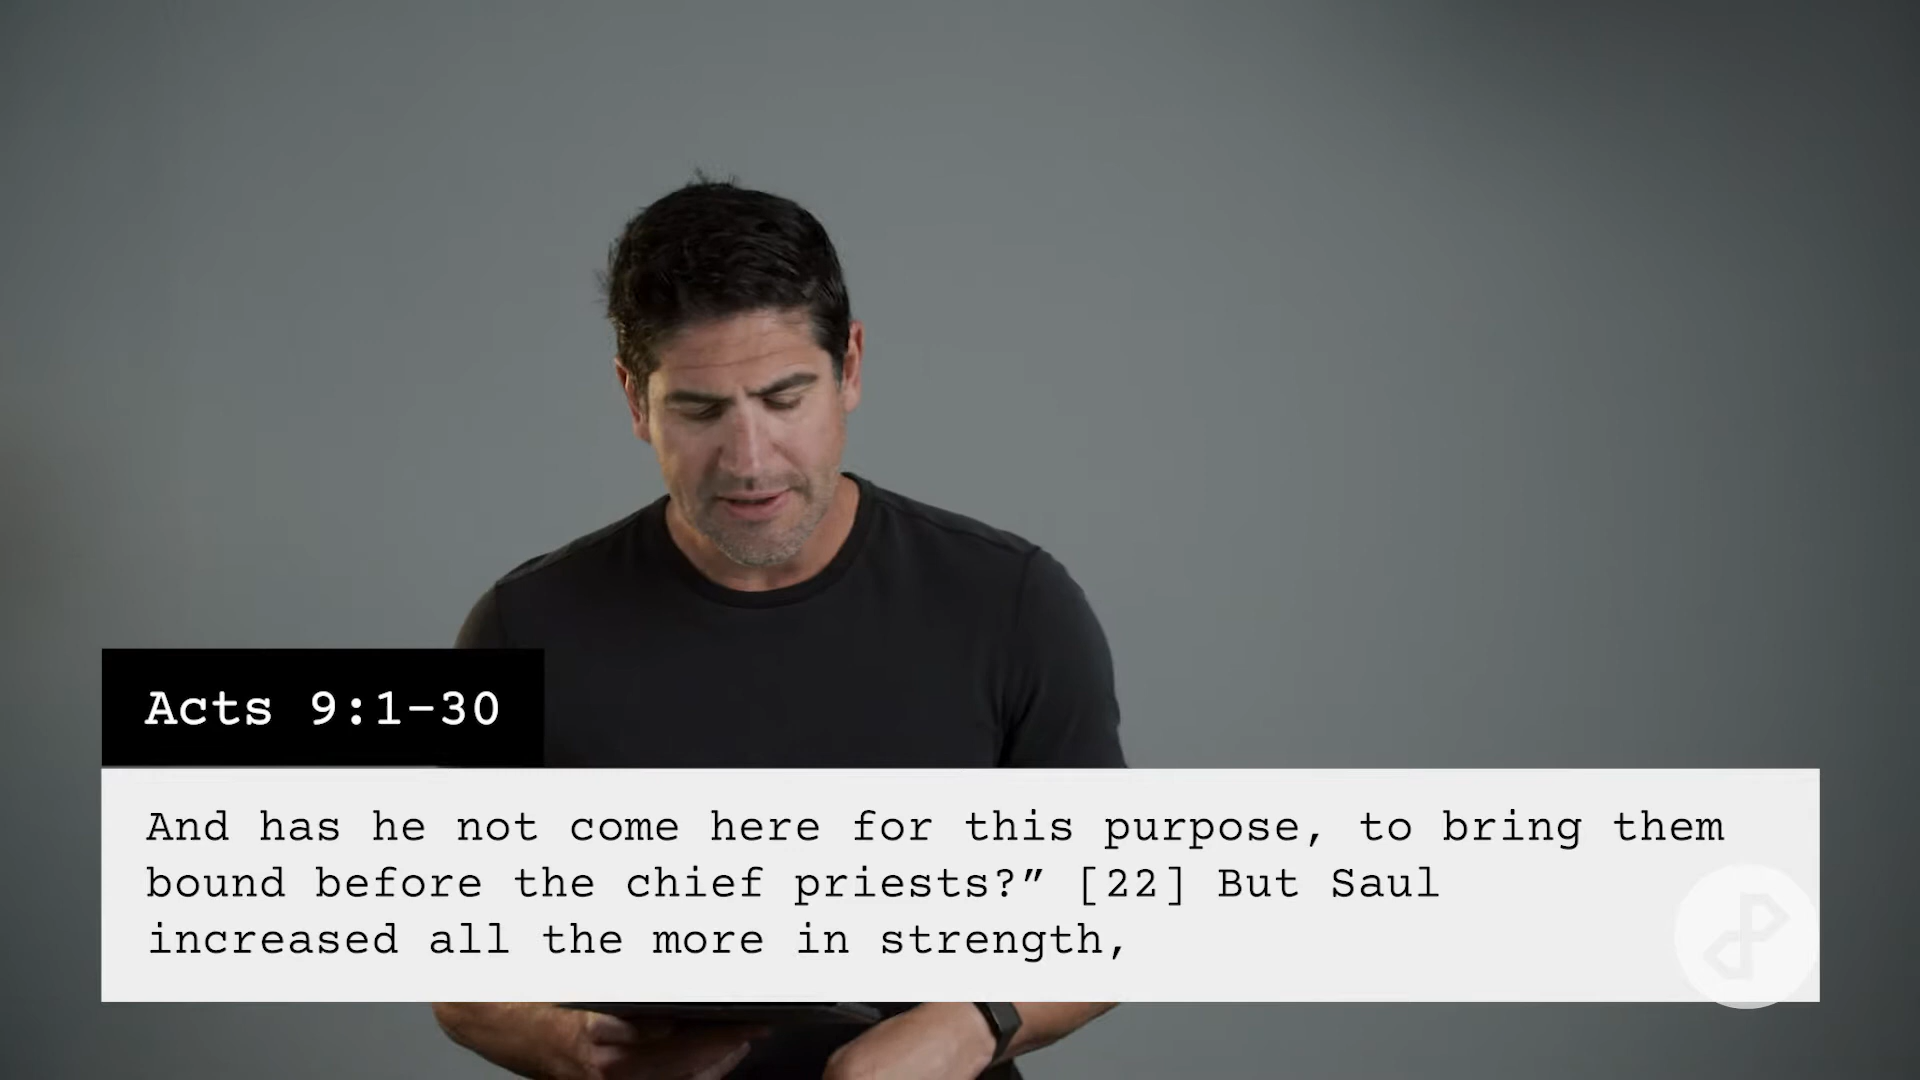 Acts 9:1–30
And has he not come here for this purpose, to bring them
bound before the chief priests?” [22] But Saul
increased all the more in strength,